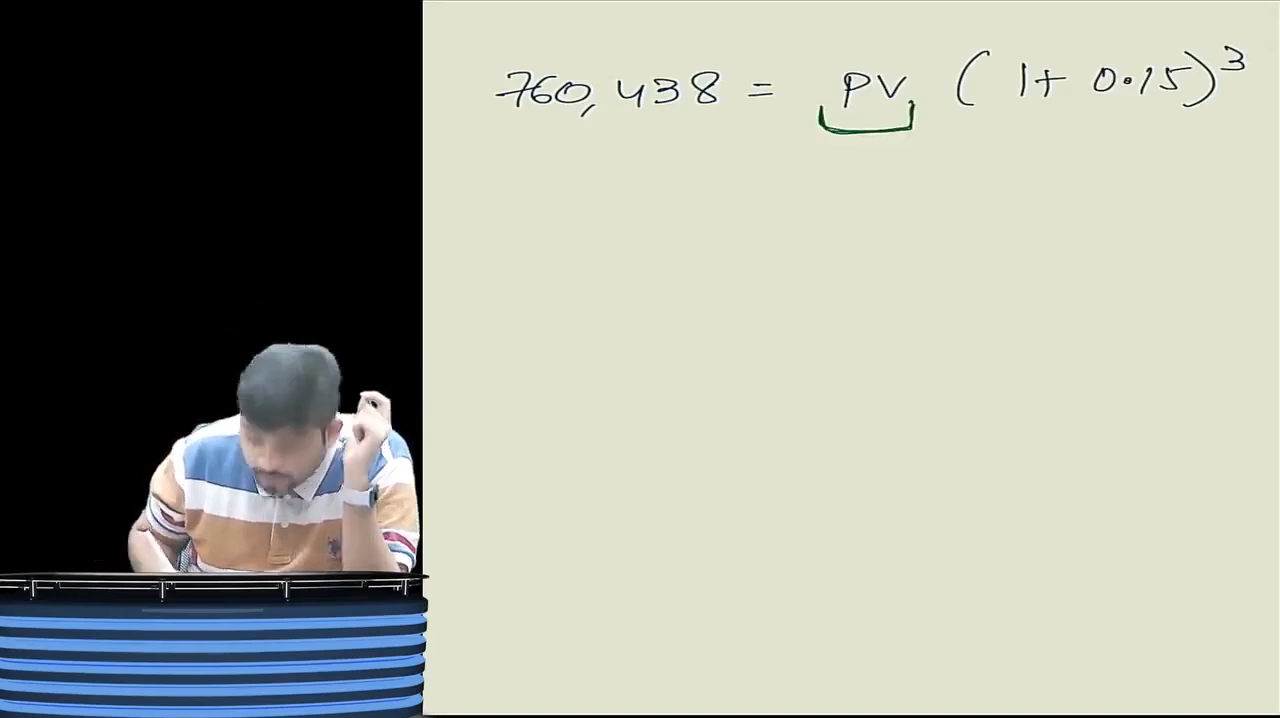 760,438 = PV (1+ 0.15)³